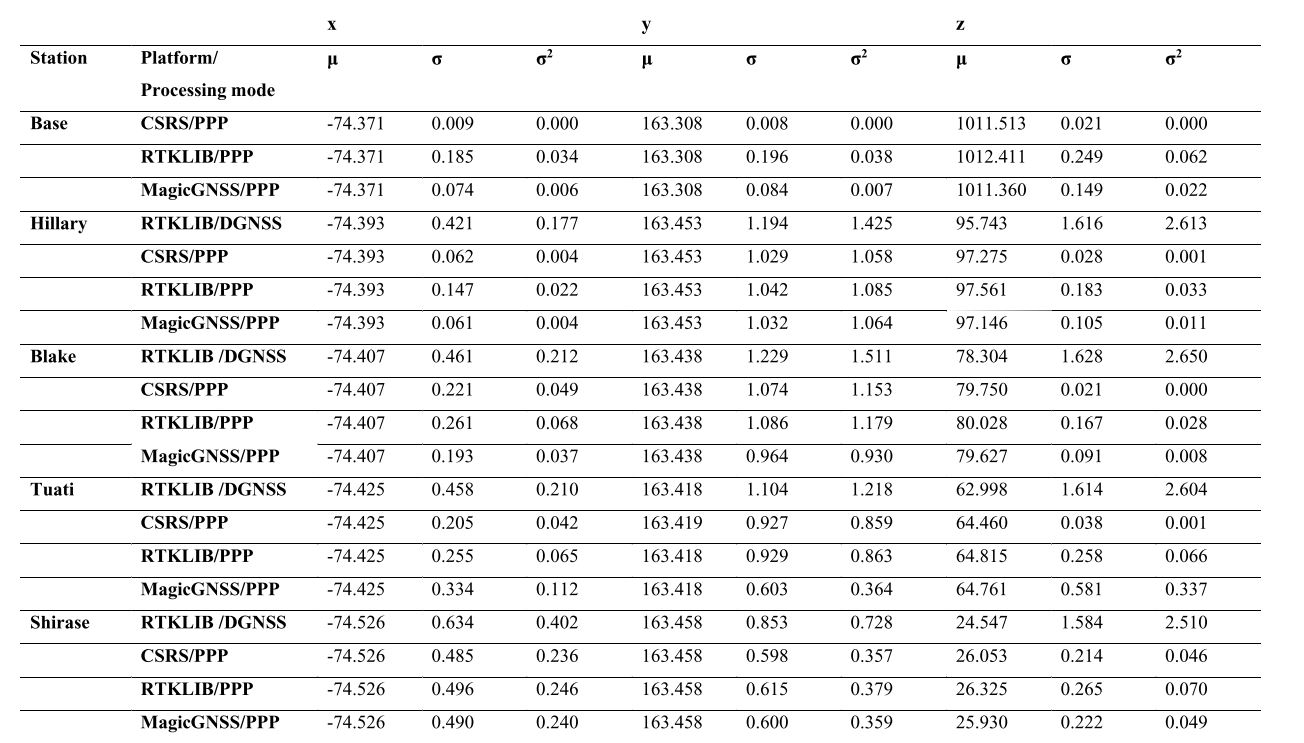 x y z
Station Platform/ μ σ σ² μ σ σ² μ σ σ²
Processing mode
Base CSRS/PPP -74.371 0.009 0.000 163.308 0.008 0.000 1011.513 0.021 0.000
RTKLIB/PPP -74.371 0.185 0.034 163.308 0.196 0.038 1012.411 0.249 0.062
MagicGNSS/PPP -74.371 0.074 0.006 163.308 0.084 0.007 1011.360 0.149 0.022
Hillary RTKLIB/DGNSS -74.393 0.421 0.177 163.453 1.194 1.425 95.743 1.616 2.613
CSRS/PPP -74.393 0.062 0.004 163.453 1.029 1.058 97.275 0.028 0.001
RTKLIB/PPP -74.393 0.147 0.022 163.453 1.042 1.085 97.561 0.183 0.033
MagicGNSS/PPP -74.393 0.061 0.004 163.453 1.032 1.064 97.146 0.105 0.011
Blake RTKLIB /DGNSS -74.407 0.461 0.212 163.438 1.229 1.511 78.304 1.628 2.650
CSRS/PPP -74.407 0.221 0.049 163.438 1.074 1.153 79.750 0.021 0.000
RTKLIB/PPP -74.407 0.261 0.068 163.438 1.086 1.179 80.028 0.167 0.028
MagicGNSS/PPP -74.407 0.193 0.037 163.438 0.964 0.930 79.627 0.091 0.008
Tuati RTKLIB /DGNSS -74.425 0.458 0.210 163.418 1.104 1.218 62.998 1.614 2.604
CSRS/PPP -74.425 0.205 0.042 163.419 0.927 0.859 64.460 0.038 0.001
RTKLIB/PPP -74.425 0.255 0.065 163.418 0.929 0.863 64.815 0.258 0.066
MagicGNSS/PPP -74.425 0.334 0.112 163.418 0.603 0.364 64.761 0.581 0.337
Shirase RTKLIB /DGNSS -74.526 0.634 0.402 163.458 0.853 0.728 24.547 1.584 2.510
CSRS/PPP -74.526 0.485 0.236 163.458 0.598 0.357 26.053 0.214 0.046
RTKLIB/PPP -74.526 0.496 0.246 163.458 0.615 0.379 26.325 0.265 0.070
MagicGNSS/PPP -74.526 0.490 0.240 163.458 0.600 0.359 25.930 0.222 0.049